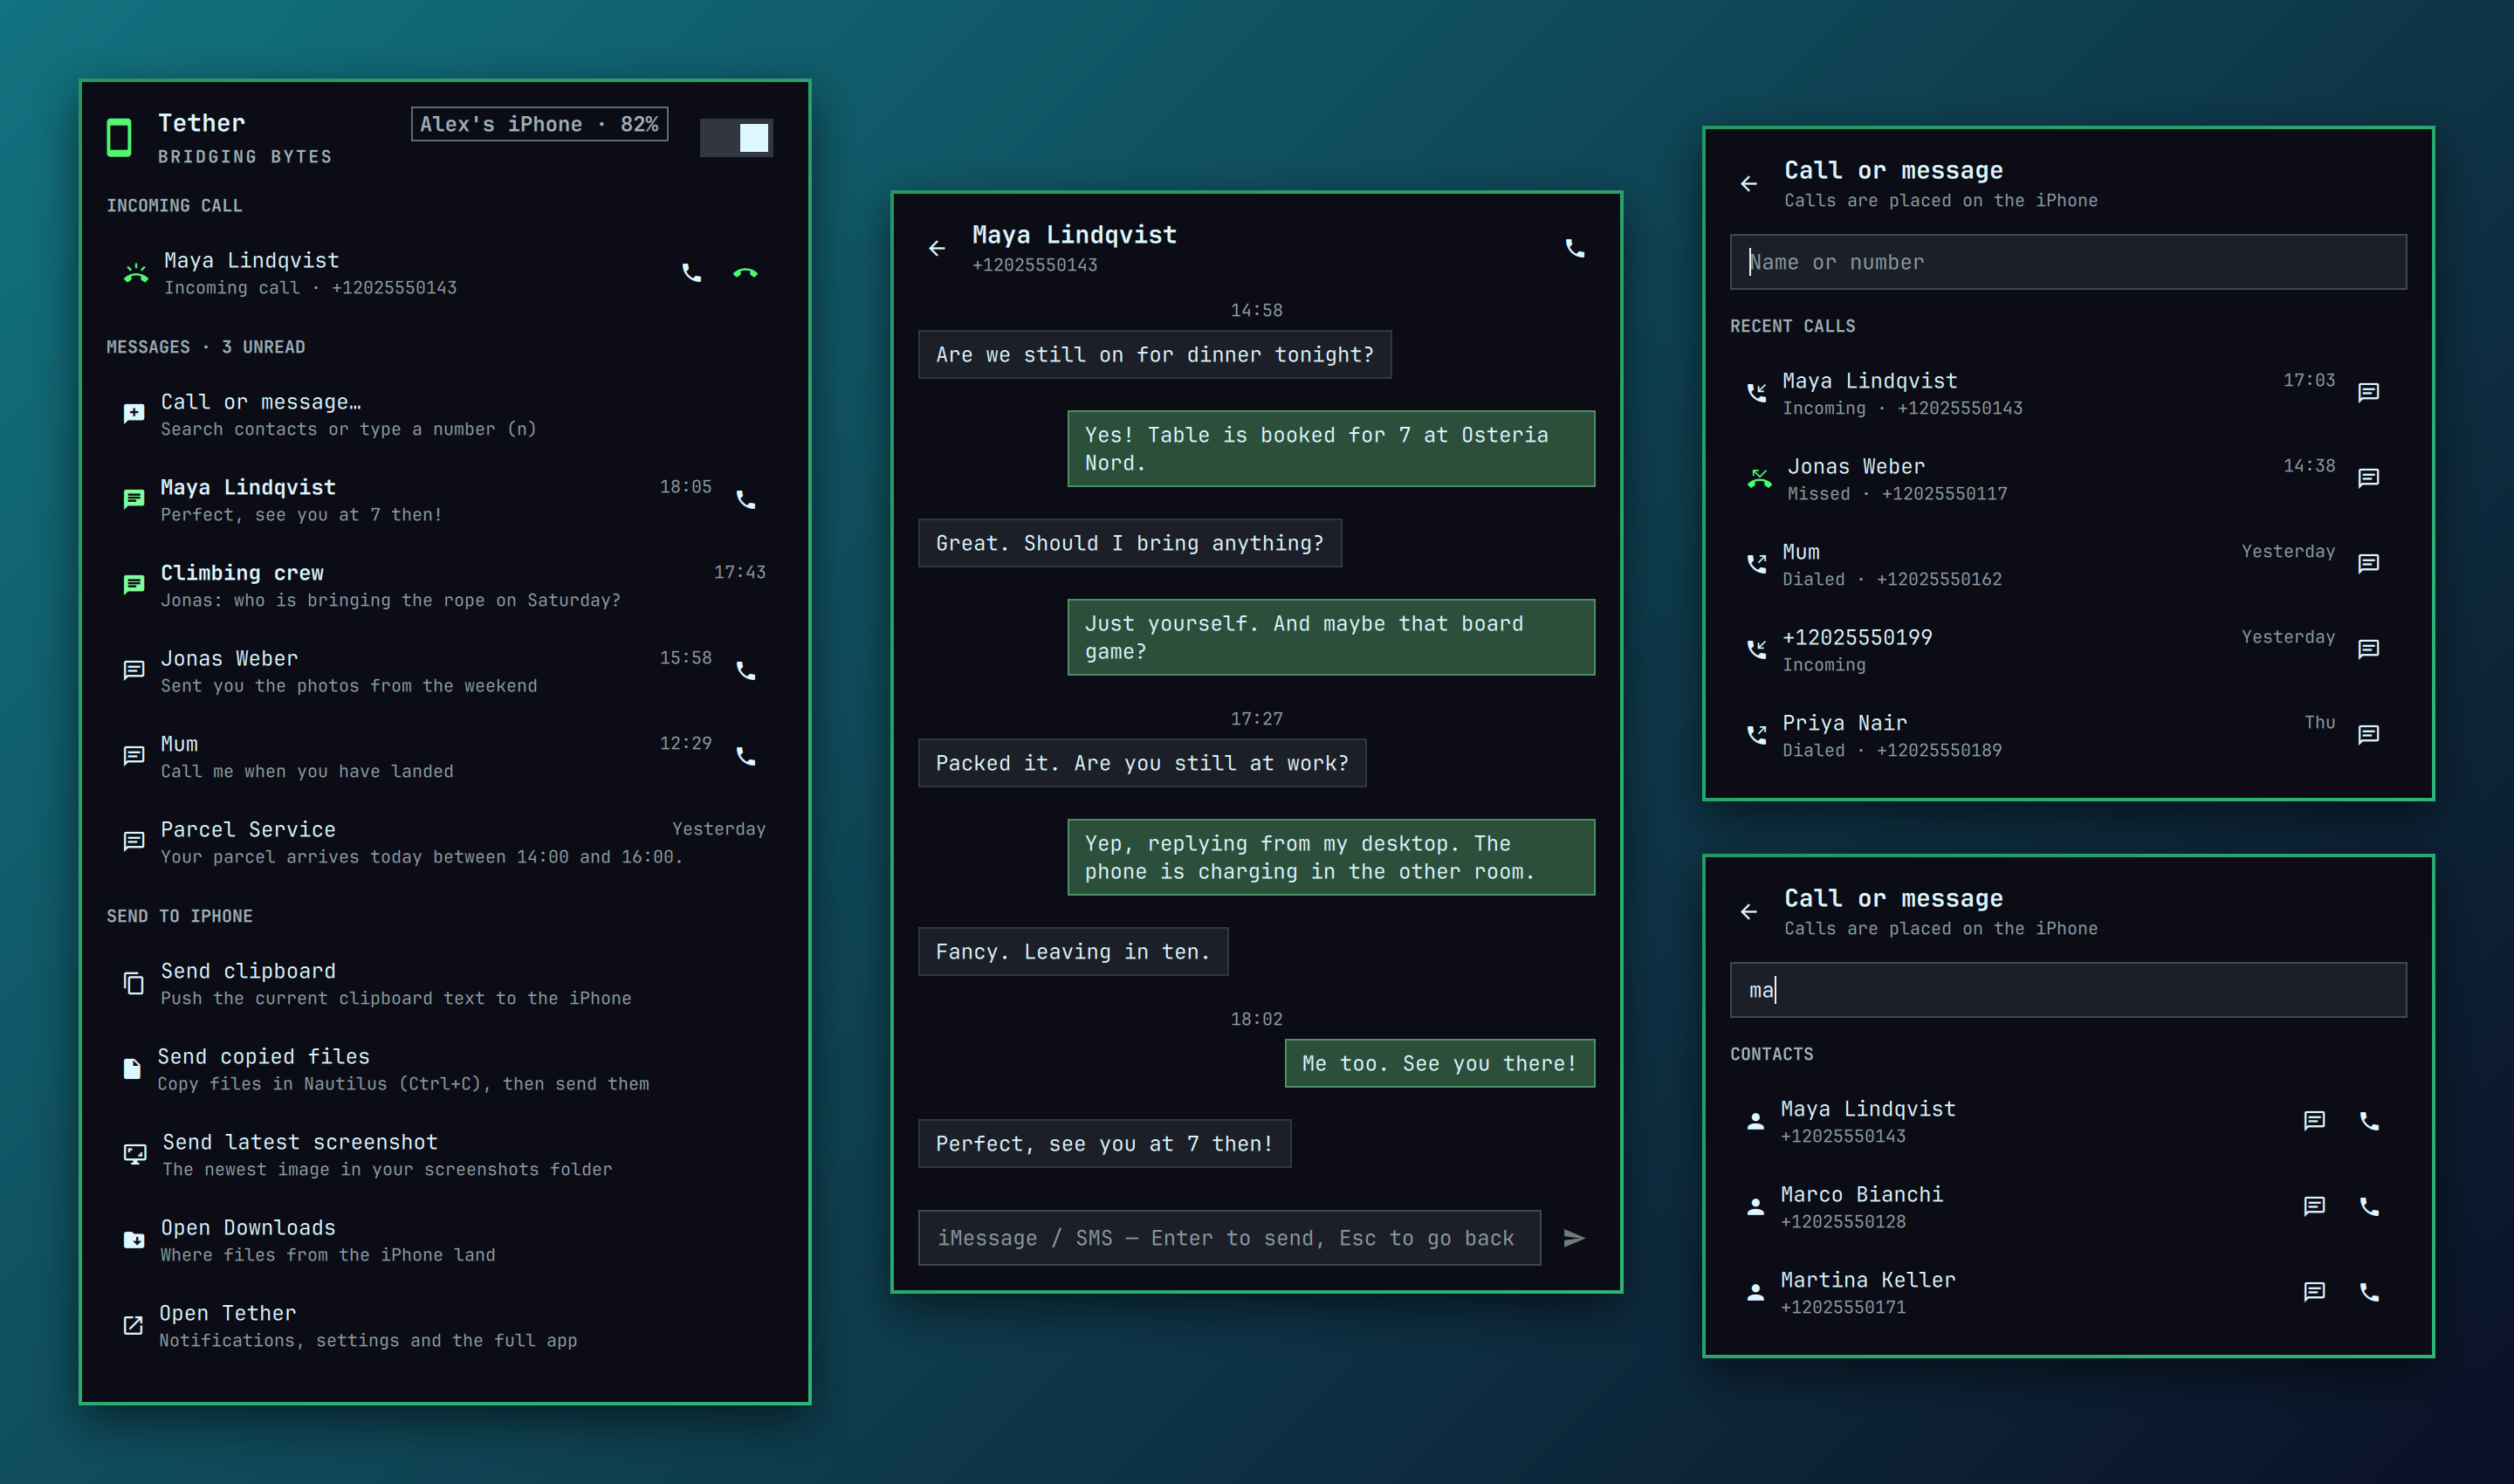 Tether
BRIDGING BYTES
Alex's iPhone · 82%
INCOMING CALL
Maya Lindqvist
Incoming call · +12025550143
MESSAGES · 3 UNREAD
Call or message…
Search contacts or type a number (n)
Maya Lindqvist
18:05
Perfect, see you at 7 then!
Climbing crew
17:43
Jonas: who is bringing the rope on Saturday?
Jonas Weber
15:58
Sent you the photos from the weekend
Mum
12:29
Call me when you have landed
Parcel Service
Yesterday
Your parcel arrives today between 14:00 and 16:00.
SEND TO IPHONE
Send clipboard
Push the current clipboard text to the iPhone
Send copied files
Copy files in Nautilus (Ctrl+C), then send them
Send latest screenshot
The newest image in your screenshots folder
Open Downloads
Where files from the iPhone land
Open Tether
Notifications, settings and the full app
Maya Lindqvist
+12025550143
14:58
Are we still on for dinner tonight?
Yes! Table is booked for 7 at Osteria
Nord.
Great. Should I bring anything?
Just yourself. And maybe that board
game?
17:27
Packed it. Are you still at work?
Yep, replying from my desktop. The
phone is charging in the other room.
Fancy. Leaving in ten.
18:02
Me too. See you there!
Perfect, see you at 7 then!
iMessage / SMS — Enter to send, Esc to go back
Call or message
Calls are placed on the iPhone
Name or number
RECENT CALLS
Maya Lindqvist
17:03
Incoming · +12025550143
Jonas Weber
14:38
Missed · +12025550117
Mum
Yesterday
Dialed · +12025550162
+12025550199
Yesterday
Incoming
Priya Nair
Thu
Dialed · +12025550189
Call or message
Calls are placed on the iPhone
ma
CONTACTS
Maya Lindqvist
+12025550143
Marco Bianchi
+12025550128
Martina Keller
+12025550171